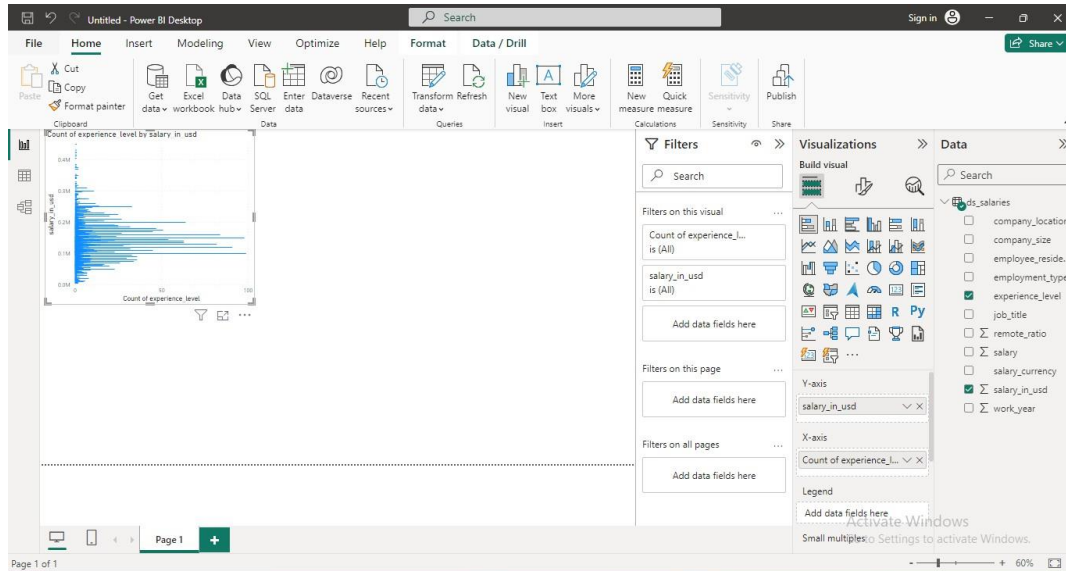 Untitled - Power BI Desktop
Search
Sign in
File Home Insert Modeling View Optimize Help Format Data / Drill
Share
Paste
Cut
Copy
Format painter
Get data
Excel workbook
Data hub
SQL Server
Enter data
Dataverse
Recent sources
Transform data
Refresh
New visual
Text box
More visuals
New measure
Quick measure
Sensitivity
Publish
Clipboard Data Queries Insert Calculations Sensitivity Share
Count of experience_level by salary_in_usd
0.4M
0.3M
0.2M
0.1M
0.0M
salary_in_usd
0 50 100
Count of experience_level
Filters
Search
Filters on this visual
...
Count of experience_l...
is (All)
salary_in_usd
is (All)
Add data fields here
Filters on this page
...
Add data fields here
Filters on all pages
...
Add data fields here
Visualizations
Build visual
123
R Py
...
Y-axis
salary_in_usd
X-axis
Count of experience_l...
Legend
Add data fields here
Small multiples
Data
Search
ds_salaries
company_location
company_size
employee_reside...
employment_type
experience_level
job_title
Σ remote_ratio
Σ salary
salary_currency
Σ salary_in_usd
Σ work_year
Activate Windows
to Settings to activate Windows.
Page 1
+
Page 1 of 1
- + 60%